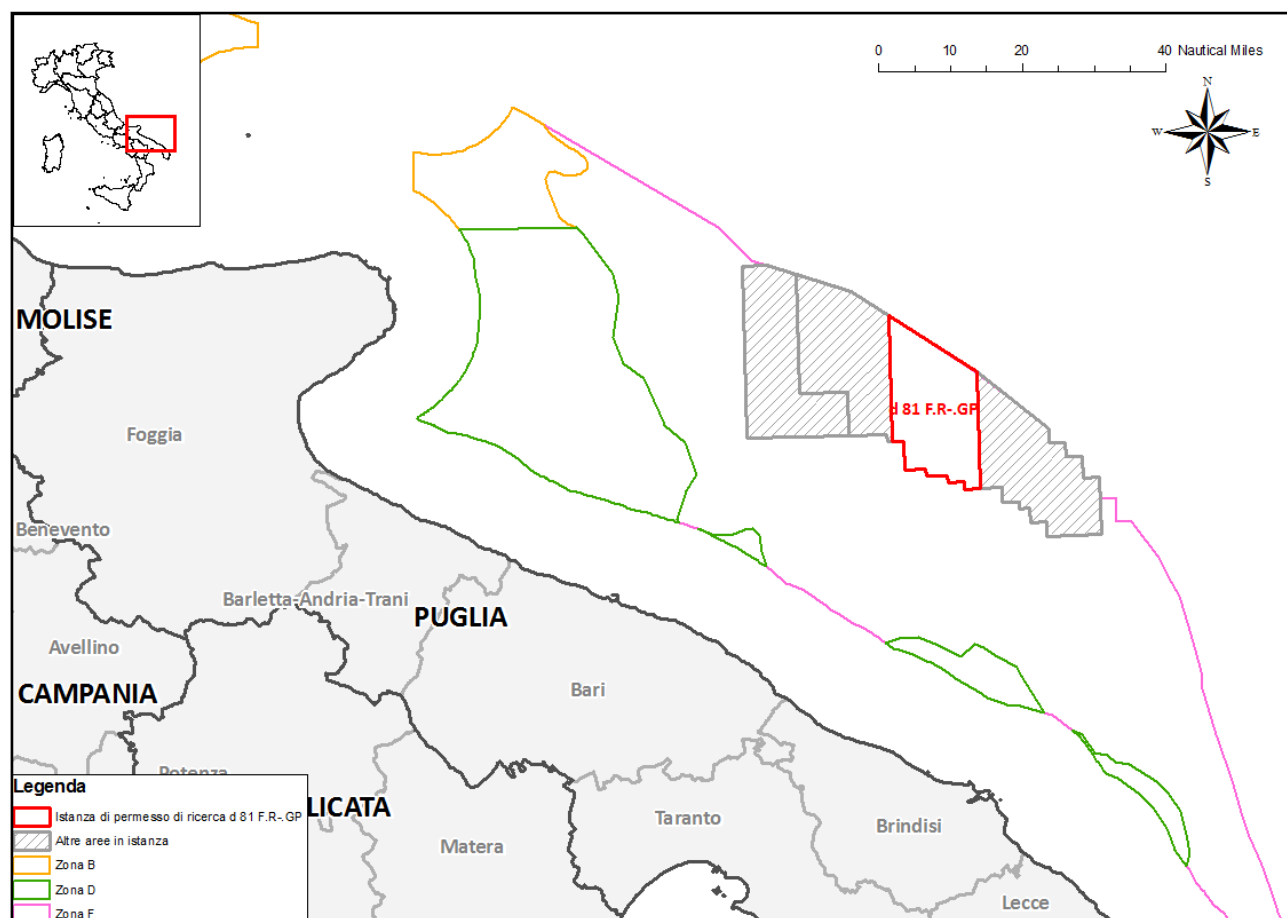 0 10 20 40 Nautical Miles
N
W E
S
MOLISE
Foggia
d 81 F.R-.GP
Benevento
Barletta-Andria-Trani
PUGLIA
Avellino
CAMPANIA
Bari
Potenza
LICATA
Taranto
Brindisi
Matera
Lecce
Legenda
Istanza di permesso di ricerca d 81 F.R-.GP
Altre aree in istanza
Zona B
Zona D
Zona F